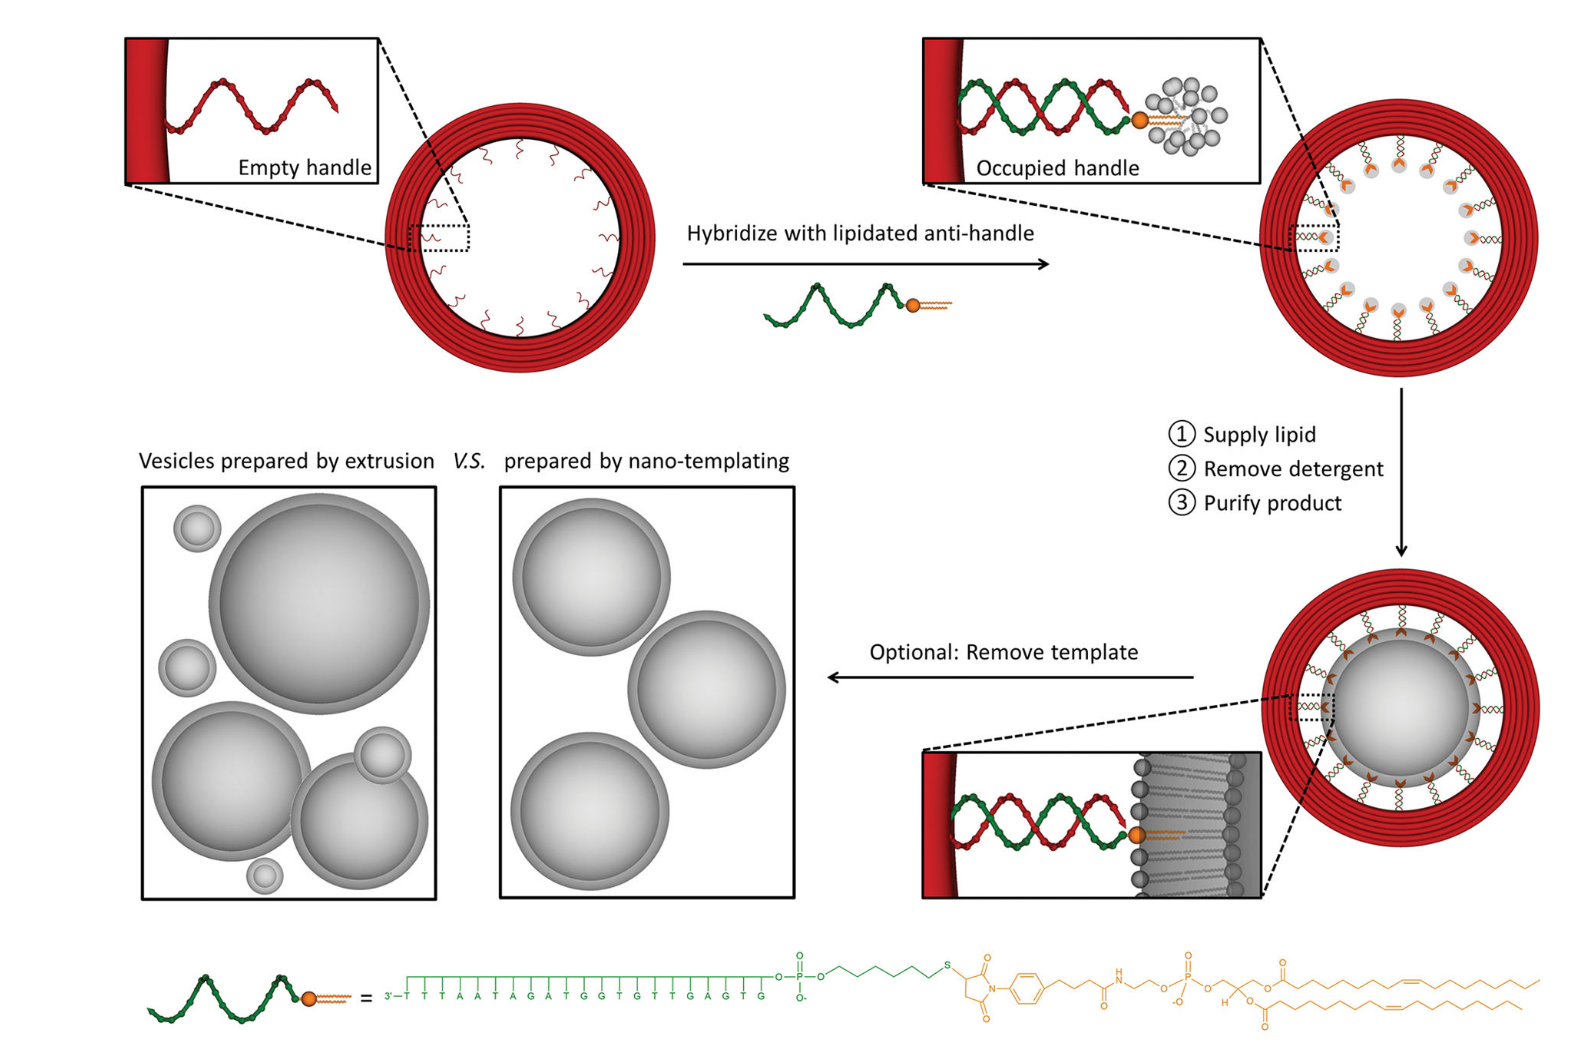 Empty handle
Occupied handle
Hybridize with lipidated anti-handle
① Supply lipid
② Remove detergent
③ Purify product
Vesicles prepared by extrusion V.S. prepared by nano-templating
Optional: Remove template
= 3'–T T T A A T A G A T G G T G T T G A G T G O P O O O- S O N O O H N O O P O -O O H O O O O